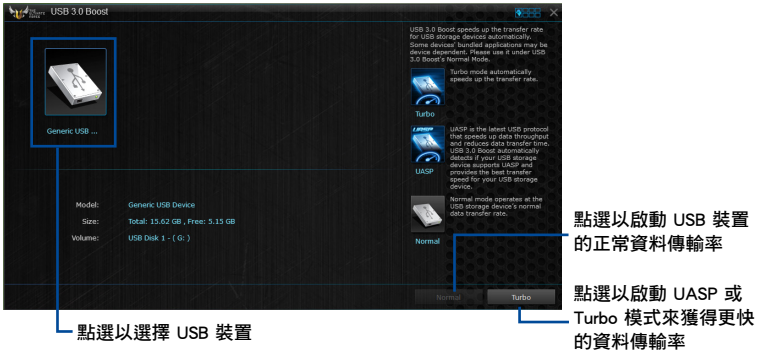 THE ULTIMATE FORCE
USB 3.0 Boost
USB 3.0 Boost speeds up the transfer rate
for USB storage devices automatically.
Some devices' bundled applications may be
device dependent. Please use it under USB
3.0 Boost's Normal Mode.
Turbo mode automatically
speeds up the transfer rate.
Turbo
Generic USB ...
UASP
UASP is the latest USB protocol
that speeds up data throughput
and reduces data transfer time.
USB 3.0 Boost automatically
detects if your USB storage
device supports UASP and
provides the best transfer
speed for your USB storage
device.
UASP
Normal mode operates at the
USB storage device's normal
data transfer rate.
Normal
Model: Generic USB Device
Size: Total: 15.62 GB , Free: 5.15 GB
Volume: USB Disk 1 - ( G: )
Normal
Turbo
點選以啟動 USB 裝置
的正常資料傳輸率
點選以啟動 UASP 或
Turbo 模式來獲得更快
的資料傳輸率
點選以選擇 USB 裝置